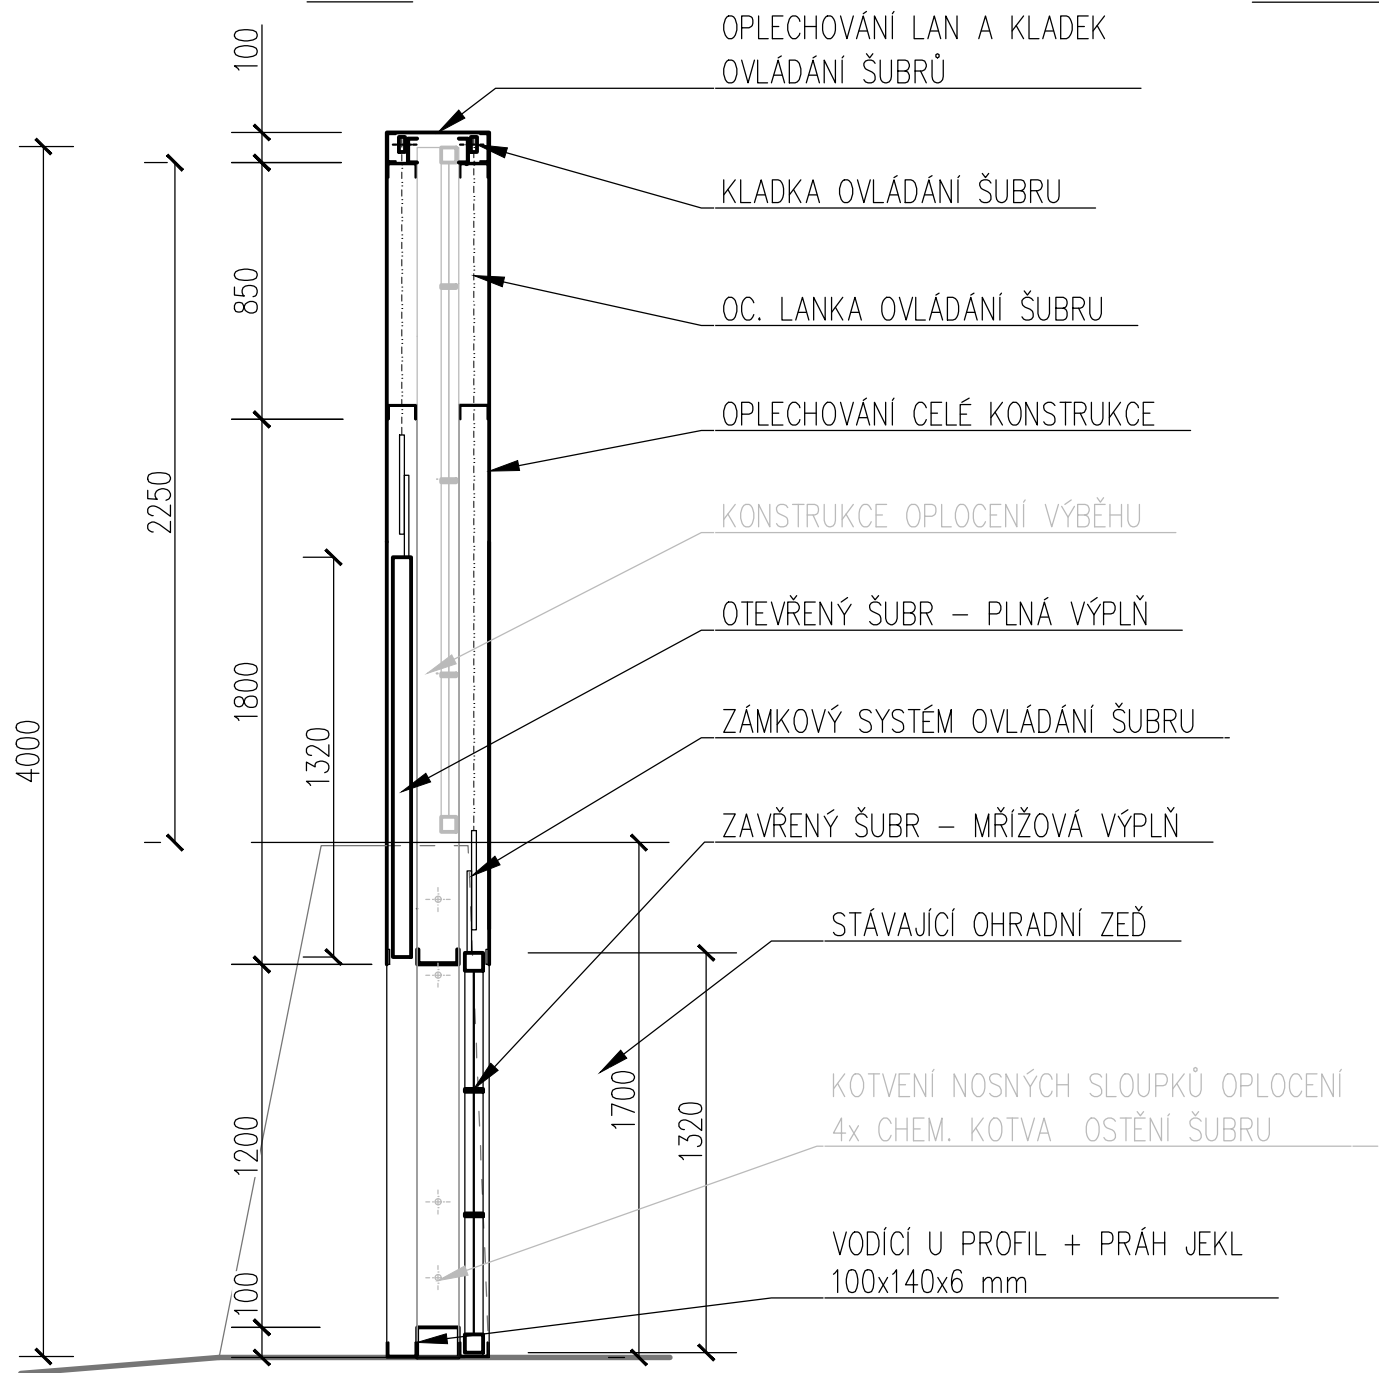 OPLECHOVÁNÍ LAN A KLADEK
OVLÁDÁNÍ ŠUBRŮ
KLADKA OVLÁDÁNÍ ŠUBRU
OC. LANKA OVLÁDÁNÍ ŠUBRU
OPLECHOVÁNÍ CELÉ KONSTRUKCE
KONSTRUKCE OPLOCENÍ VÝBĚHU
OTEVŘENÝ ŠUBR – PLNÁ VÝPLŇ
ZÁMKOVÝ SYSTÉM OVLÁDÁNÍ ŠUBRU
ZAVŘENÝ ŠUBR – MŘÍŽOVÁ VÝPLŇ
STÁVAJÍCÍ OHRADNÍ ZEĎ
KOTVENÍ NOSNÝCH SLOUPKŮ OPLOCENÍ
4x CHEM. KOTVA OSTĚNÍ ŠUBRU
VODÍCÍ U PROFIL + PRÁH JEKL
100x140x6 mm
4000
2250
100
850
1800
1200
100
1320
1700
1320